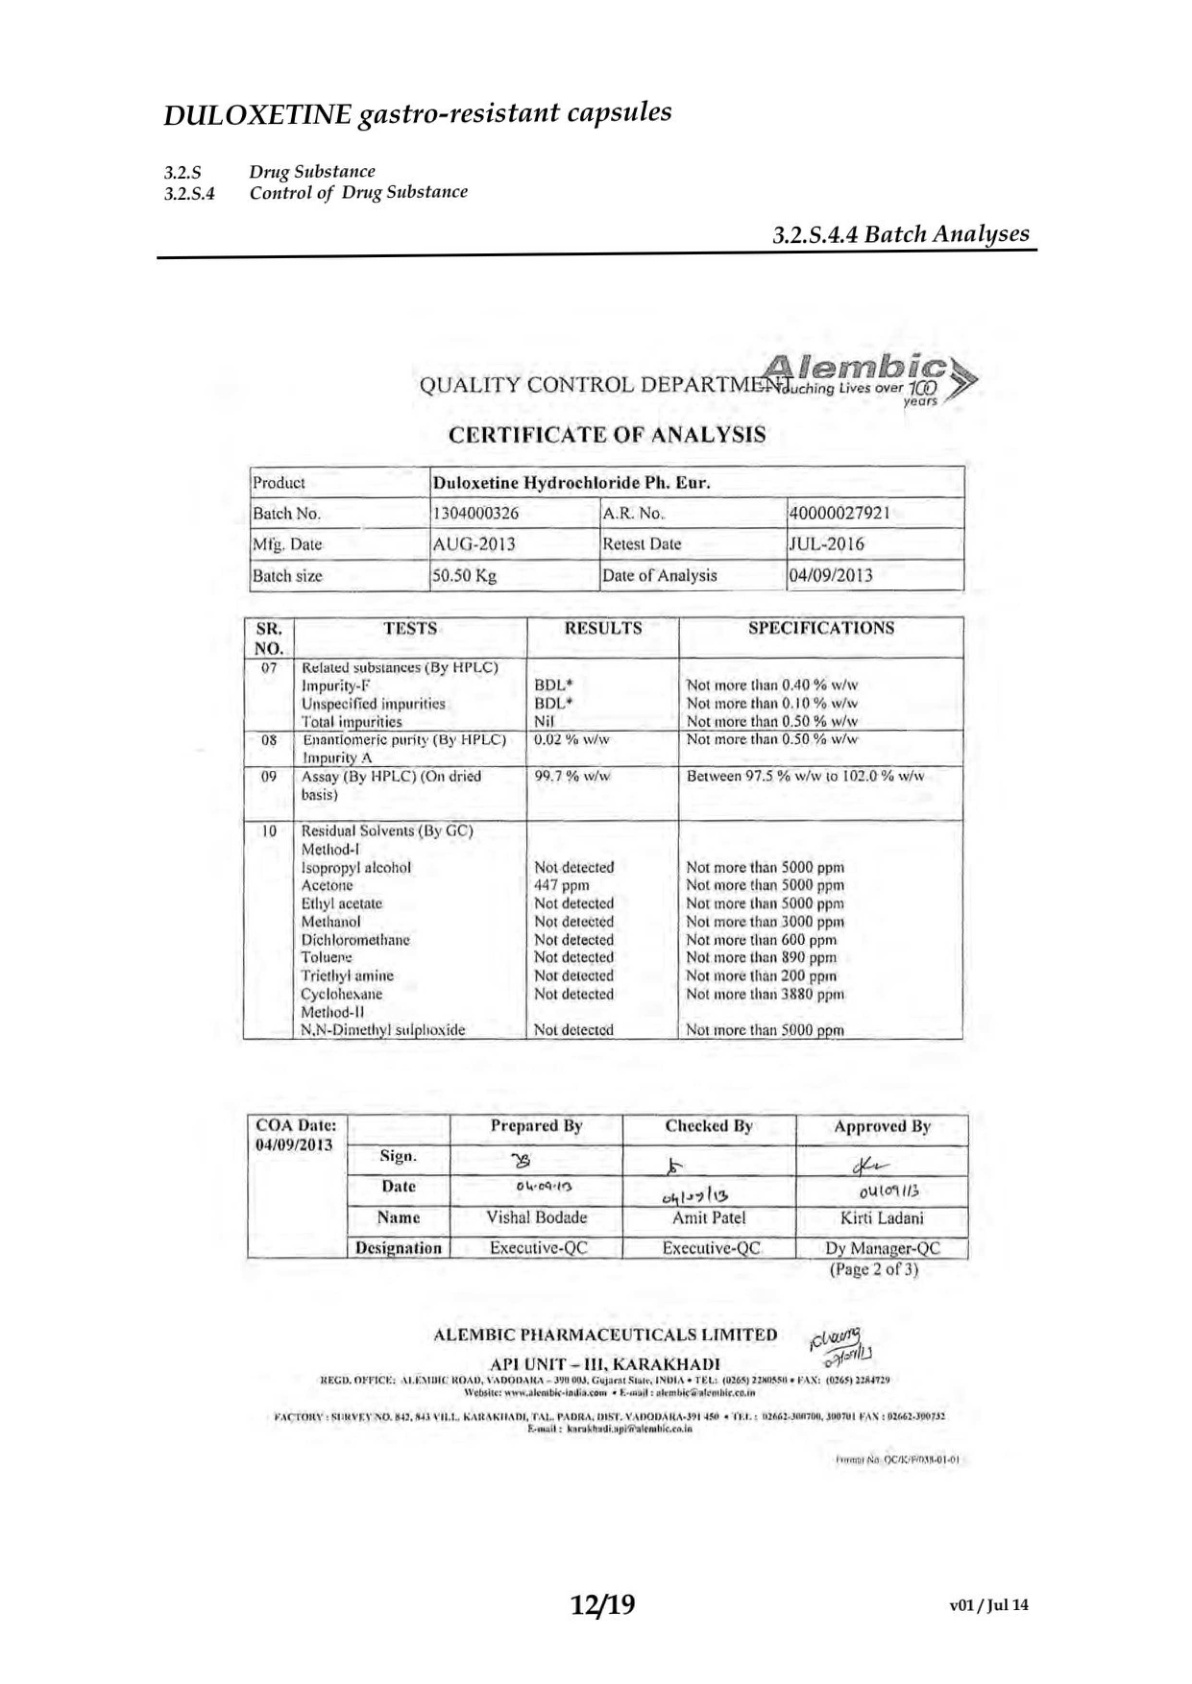 DULOXETINE gastro-resistant capsules
3.2.S Drug Substance
3.2.S.4 Control of Drug Substance
3.2.S.4.4 Batch Analyses
Alembic
QUALITY CONTROL DEPARTMENT
uching Lives over 100
years
CERTIFICATE OF ANALYSIS
Product Duloxetine Hydrochloride Ph. Eur.
Batch No. 1304000326 A.R. No. 40000027921
Mfg. Date AUG-2013 Retest Date JUL-2016
Batch size 50.50 Kg Date of Analysis 04/09/2013
SR. TESTS RESULTS SPECIFICATIONS
NO.
07 Related substances (By HPLC)
Impurity-F BDL* Not more than 0.40 % w/w
Unspecified impurities BDL* Not more than 0.10 % w/w
Total impurities Nil Not more than 0.50 % w/w
08 Enantiomeric purity (By HPLC) 0.02 % w/w Not more than 0.50 % w/w
Impurity A
09 Assay (By HPLC) (On dried 99.7 % w/w Between 97.5 % w/w to 102.0 % w/w
basis)
10 Residual Solvents (By GC)
Method-I
Isopropyl alcohol Not detected Not more than 5000 ppm
Acetone 447 ppm Not more than 5000 ppm
Ethyl acetate Not detected Not more than 5000 ppm
Methanol Not detected Not more than 3000 ppm
Dichloromethane Not detected Not more than 600 ppm
Toluene Not detected Not more than 890 ppm
Triethyl amine Not detected Not more than 200 ppm
Cyclohexane Not detected Not more than 3880 ppm
Method-II
N,N-Dimethyl sulphoxide Not detected Not more than 5000 ppm
COA Date: Prepared By Checked By Approved By
04/09/2013
Sign.
Date 04.09.13 04/09/13 04/09/13
Name Vishal Bodade Amit Patel Kirti Ladani
Designation Executive-QC Executive-QC Dy Manager-QC
(Page 2 of 3)
ALEMBIC PHARMACEUTICALS LIMITED
API UNIT – III, KARAKHADI
REGD. OFFICE: ALEMBIC ROAD, VADODARA – 390 003, Gujarat State, INDIA • TEL: (0265) 2280550 • FAX: (0265) 2284729
Website: www.alembic-india.com • E-mail : alembic@alembic.co.in
FACTORY : SURVEY NO. 842, 843 VILL. KARAKHADI, TAL. PADRA, DIST. VADODARA-391 450 • TEL : 02662-300700, 300701 FAX : 02662-300732
E-mail : karakhadi.api@alembic.co.in
Format No. QC/K/F/038-01-01
12/19
v01 / Jul 14